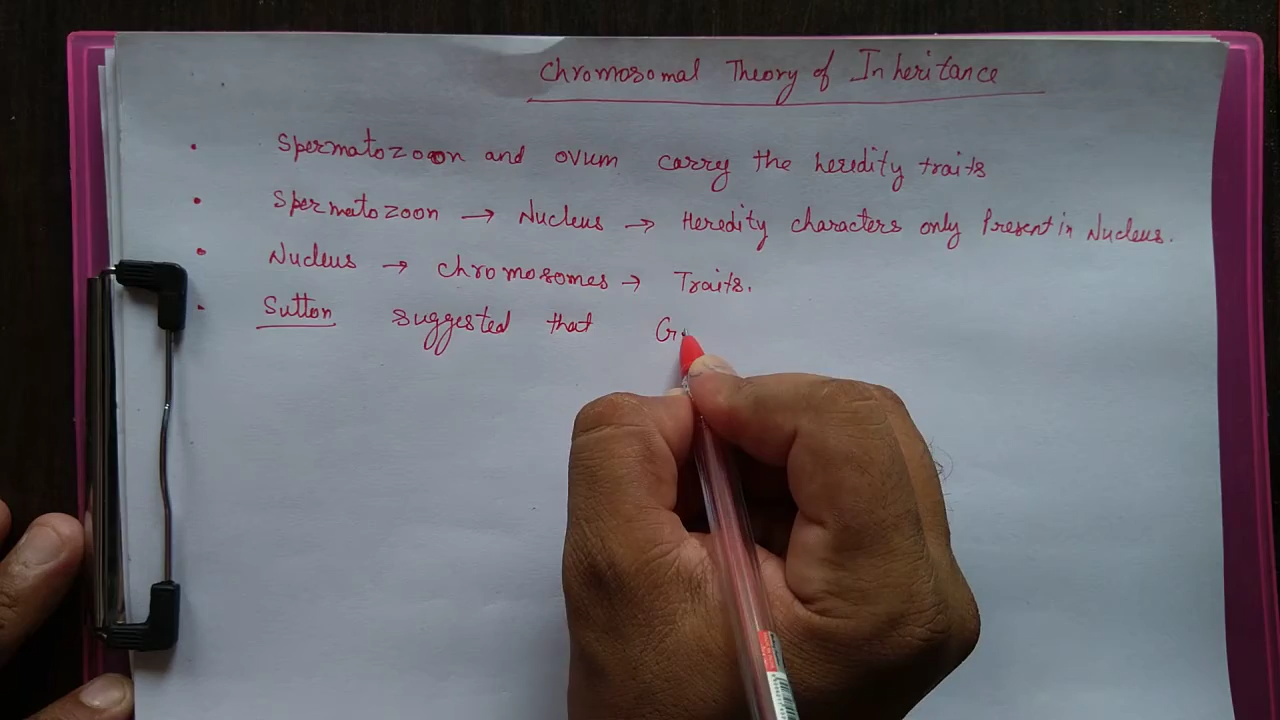 Chromosomal Theory of Inheritance
• Spermatozoon and ovum carry the heredity traits
• Spermatozoon → Nucleus → Heredity characters only Present in Nucleus.
• Nucleus → chromosomes → Traits.
• Sutton suggested that G